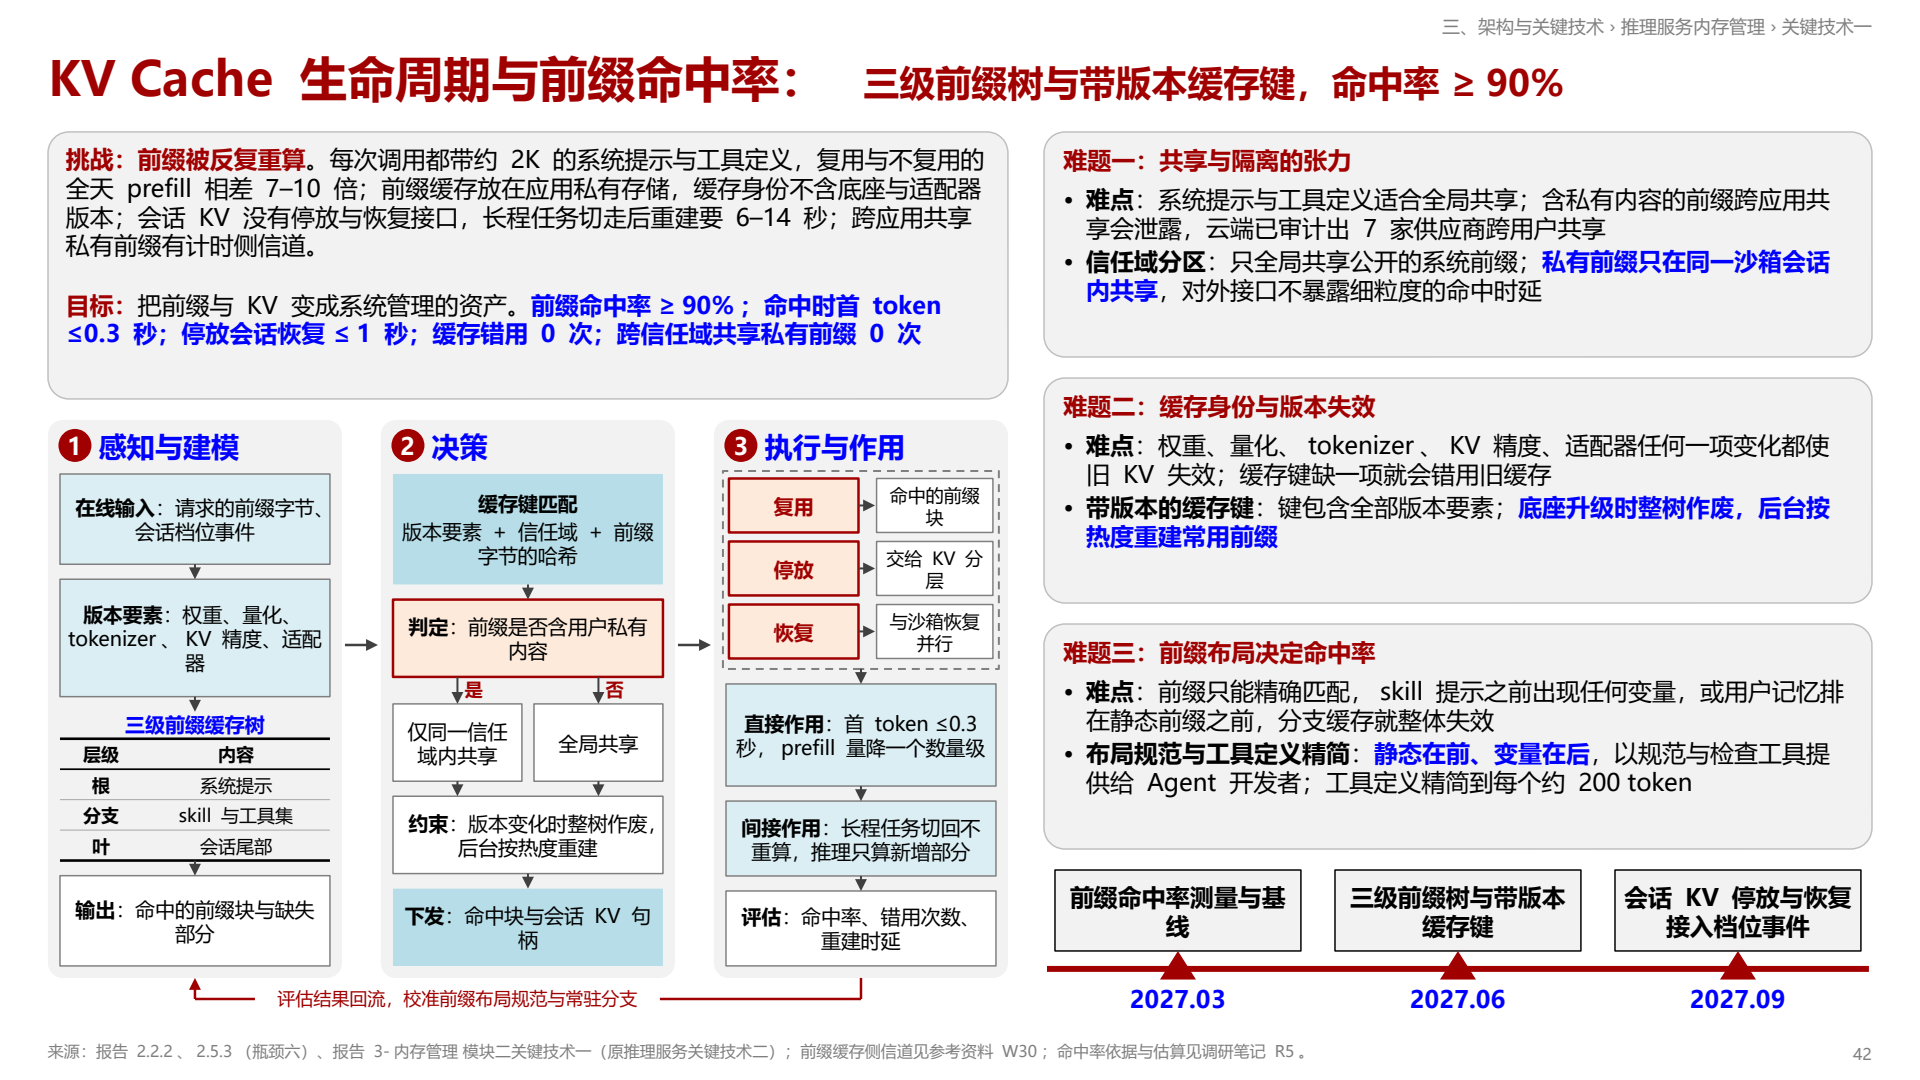 三、架构与关键技术 › 推理服务内存管理 › 关键技术一
KV Cache 生命周期与前缀命中率： 三级前缀树与带版本缓存键，命中率 ≥ 90%
挑战：前缀被反复重算。每次调用都带约 2K 的系统提示与工具定义，复用与不复用的
全天 prefill 相差 7–10 倍；前缀缓存放在应用私有存储，缓存身份不含底座与适配器
版本；会话 KV 没有停放与恢复接口，长程任务切走后重建要 6–14 秒；跨应用共享
私有前缀有计时侧信道。
目标：把前缀与 KV 变成系统管理的资产。前缀命中率 ≥ 90%；命中时首 token
≤0.3 秒；停放会话恢复 ≤ 1 秒；缓存错用 0 次；跨信任域共享私有前缀 0 次
1 感知与建模
在线输入：请求的前缀字节、
会话档位事件
版本要素：权重、量化、
tokenizer、 KV 精度、适配
器
三级前缀缓存树
层级 内容
根 系统提示
分支 skill 与工具集
叶 会话尾部
输出：命中的前缀块与缺失
部分
2 决策
缓存键匹配
版本要素 + 信任域 + 前缀
字节的哈希
判定：前缀是否含用户私有
内容
是 否
仅同一信任
域内共享
全局共享
约束：版本变化时整树作废，
后台按热度重建
下发：命中块与会话 KV 句
柄
3 执行与作用
复用
命中的前缀
块
停放
交给 KV 分
层
恢复
与沙箱恢复
并行
直接作用：首 token ≤0.3
秒， prefill 量降一个数量级
间接作用：长程任务切回不
重算，推理只算新增部分
评估：命中率、错用次数、
重建时延
评估结果回流，校准前缀布局规范与常驻分支
难题一：共享与隔离的张力
• 难点：系统提示与工具定义适合全局共享；含私有内容的前缀跨应用共
享会泄露，云端已审计出 7 家供应商跨用户共享
• 信任域分区：只全局共享公开的系统前缀；私有前缀只在同一沙箱会话
内共享，对外接口不暴露细粒度的命中时延
难题二：缓存身份与版本失效
• 难点：权重、量化、 tokenizer、 KV 精度、适配器任何一项变化都使
旧 KV 失效；缓存键缺一项就会错用旧缓存
• 带版本的缓存键：键包含全部版本要素；底座升级时整树作废，后台按
热度重建常用前缀
难题三：前缀布局决定命中率
• 难点：前缀只能精确匹配， skill 提示之前出现任何变量，或用户记忆排
在静态前缀之前，分支缓存就整体失效
• 布局规范与工具定义精简：静态在前、变量在后，以规范与检查工具提
供给 Agent 开发者；工具定义精简到每个约 200 token
前缀命中率测量与基
线
三级前缀树与带版本
缓存键
会话 KV 停放与恢复
接入档位事件
2027.03 2027.06 2027.09
来源：报告 2.2.2、 2.5.3 （瓶颈六）、报告 3- 内存管理 模块二关键技术一（原推理服务关键技术二）；前缀缓存侧信道见参考资料 W30；命中率依据与估算见调研笔记 R5。
42